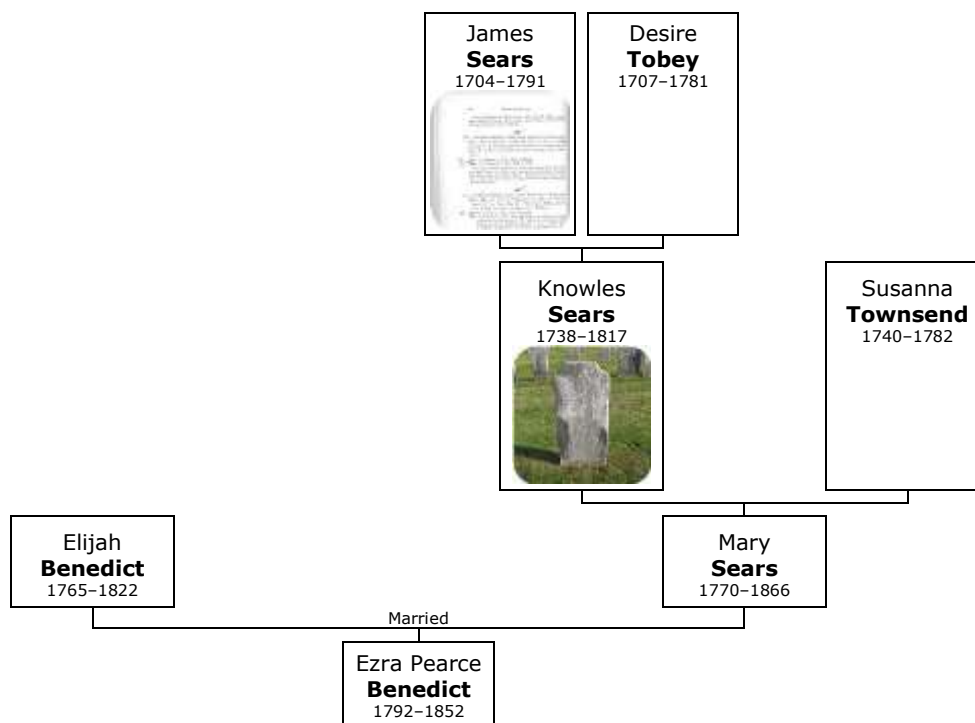 James
Sears
1704–1791
Desire
Tobey
1707–1781
Knowles
Sears
1738–1817
Susanna
Townsend
1740–1782
Elijah
Benedict
1765–1822
Mary
Sears
1770–1866
Married
Ezra Pearce
Benedict
1792–1852